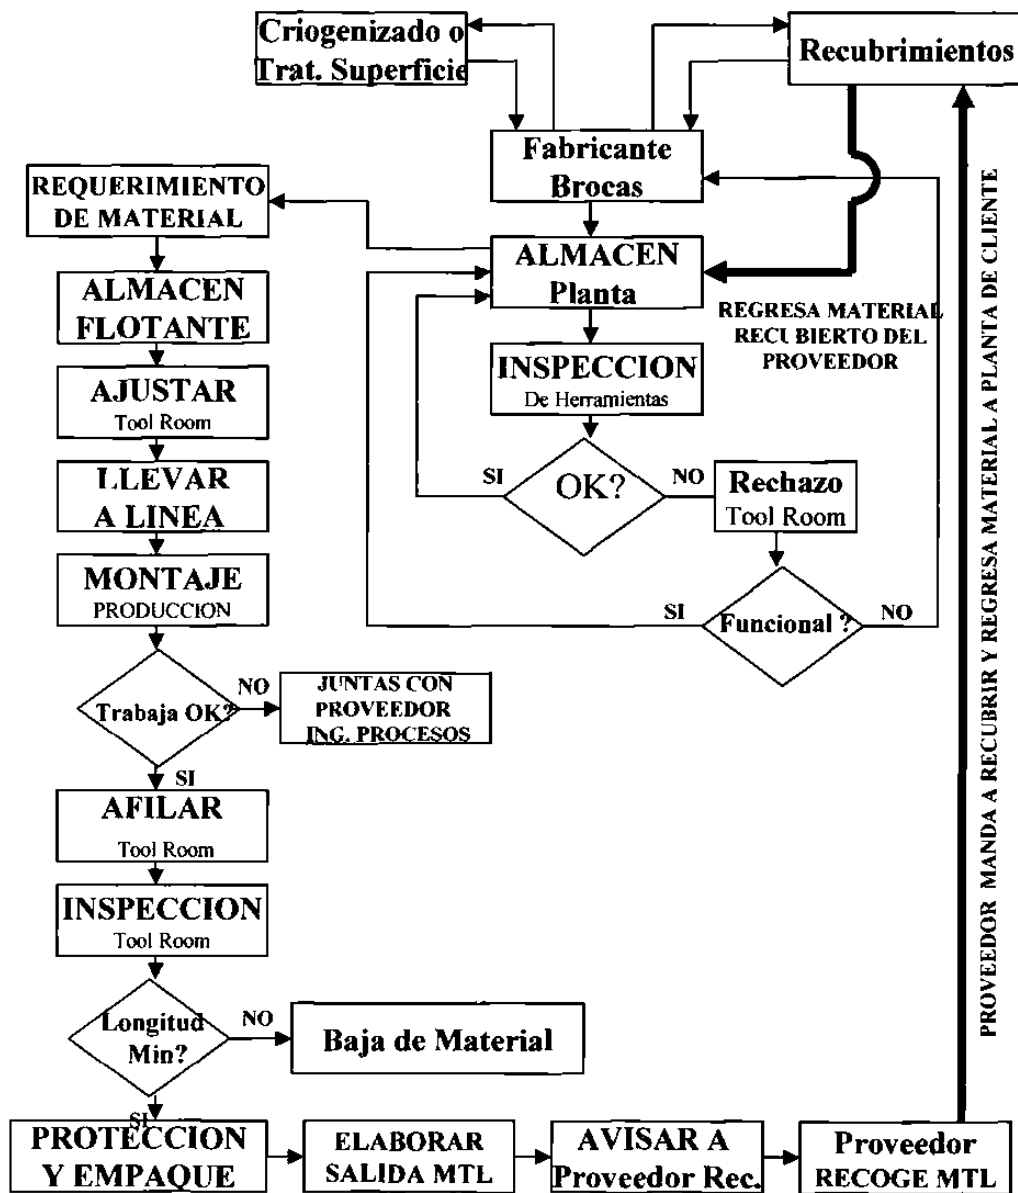 Criogenizado o
Trat. Superficie
Recubrimientos
Fabricante
Brocas
REQUERIMIENTO
DE MATERIAL
ALMACEN
Planta
ALMACEN
FLOTANTE
REGRESA MATERIAL
RECUBIERTO DEL
PROVEEDOR
INSPECCION
De Herramientas
AJUSTAR
Tool Room
SI
OK?
NO
Rechazo
Tool Room
LLEVAR
A LINEA
MONTAJE
PRODUCCION
SI
Funcional ?
NO
Trabaja OK?
NO
JUNTAS CON
PROVEEDOR
ING. PROCESOS
SI
AFILAR
Tool Room
INSPECCION
Tool Room
Longitud
Min?
NO
Baja de Material
SI
PROTECCION
Y EMPAQUE
ELABORAR
SALIDA MTL
AVISAR A
Proveedor Rec.
Proveedor
RECOGE MTL
PROVEEDOR MANDA A RECUBRIR Y REGRESA MATERIAL A PLANTA DE CLIENTE